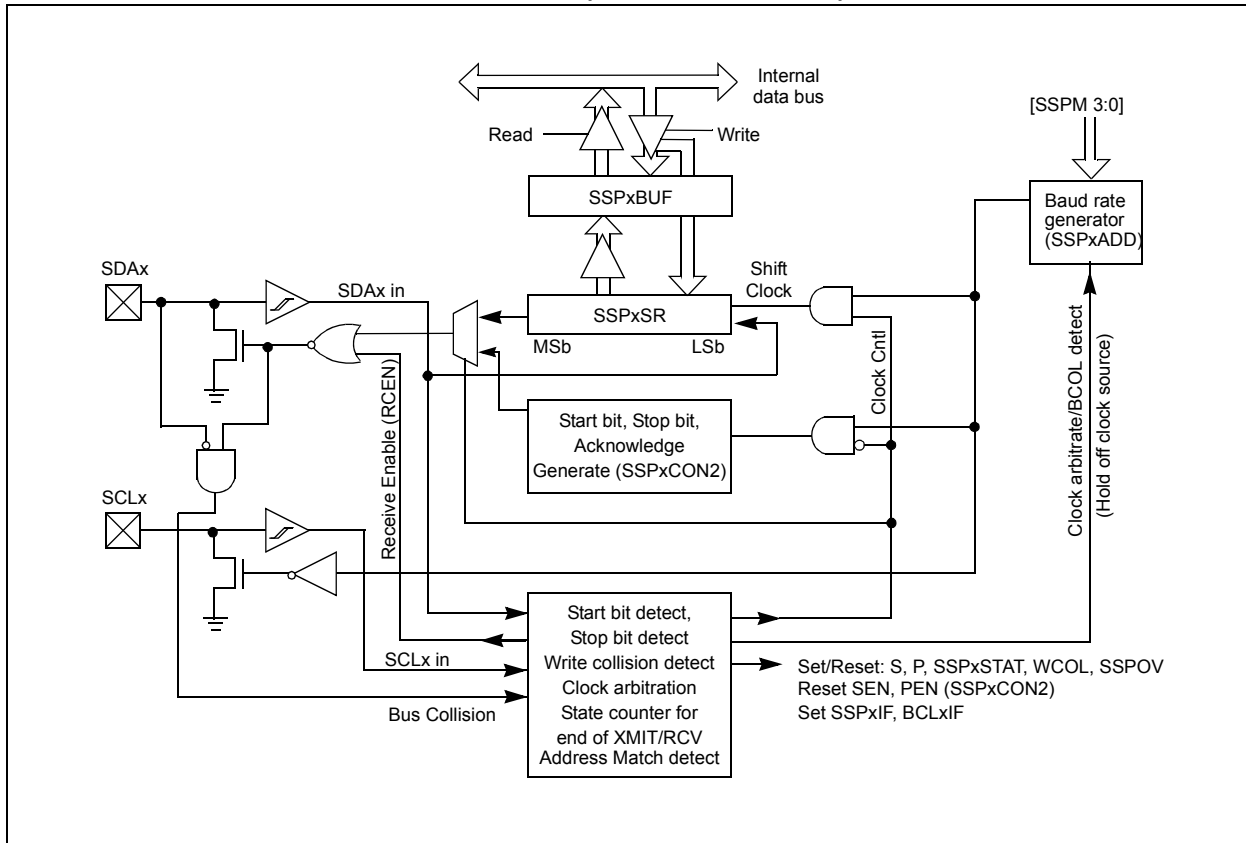 Internal
data bus
[SSPM 3:0]
Read
Write
SSPxBUF
Baud rate
generator
(SSPxADD)
SDAx
SDAx in
Shift
Clock
SSPxSR
MSb
LSb
Clock Cntl
Clock arbitrate/BCOL detect
(Hold off clock source)
Receive Enable (RCEN)
Start bit, Stop bit,
Acknowledge
Generate (SSPxCON2)
SCLx
SCLx in
Bus Collision
Start bit detect,
Stop bit detect
Write collision detect
Clock arbitration
State counter for
end of XMIT/RCV
Address Match detect
Set/Reset: S, P, SSPxSTAT, WCOL, SSPOV
Reset SEN, PEN (SSPxCON2)
Set SSPxIF, BCLxIF